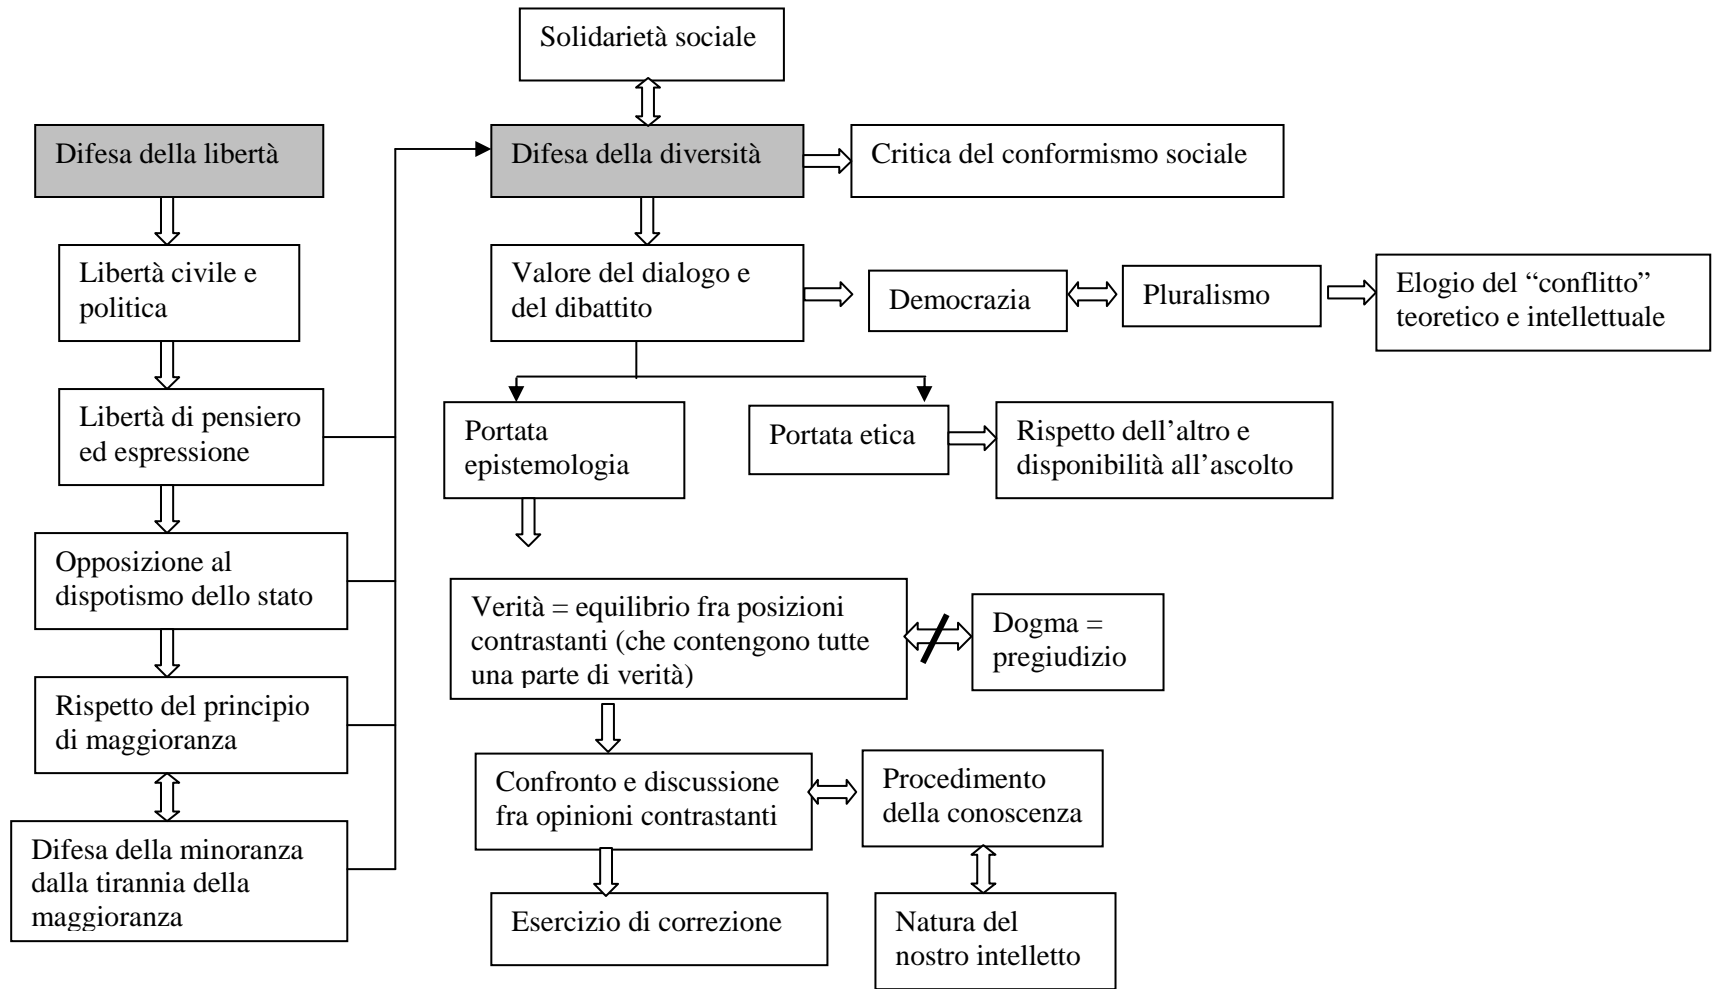 Solidarietà sociale
Difesa della libertà
Difesa della diversità
Critica del conformismo sociale
Libertà civile e
politica
Valore del dialogo e
del dibattito
Democrazia
Pluralismo
Elogio del “conflitto”
teoretico e intellettuale
Libertà di pensiero
ed espressione
Portata
epistemologia
Portata etica
Rispetto dell’altro e
disponibilità all’ascolto
Opposizione al
dispotismo dello stato
Verità = equilibrio fra posizioni
contrastanti (che contengono tutte
una parte di verità)
Dogma =
pregiudizio
Rispetto del principio
di maggioranza
Confronto e discussione
fra opinioni contrastanti
Procedimento
della conoscenza
Difesa della minoranza
dalla tirannia della
maggioranza
Esercizio di correzione
Natura del
nostro intelletto